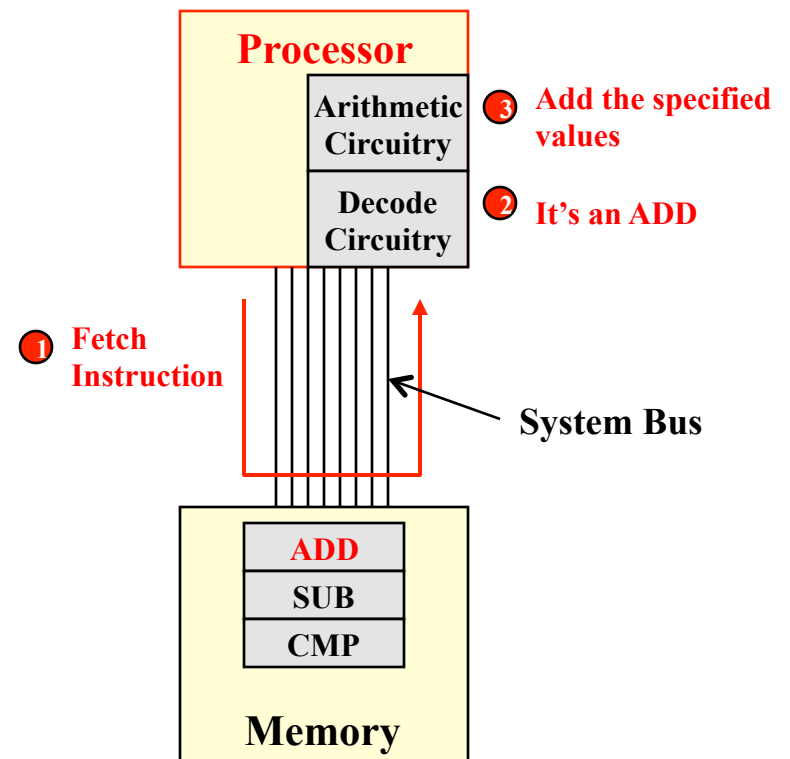 Processor
Arithmetic
Circuitry
3 Add the specified
values
Decode
Circuitry
2 It’s an ADD
1 Fetch
Instruction
System Bus
ADD
SUB
CMP
Memory